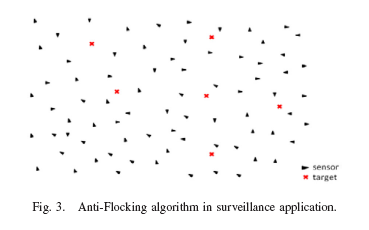 sensor
target
Fig. 3. Anti-Flocking algorithm in surveillance application.